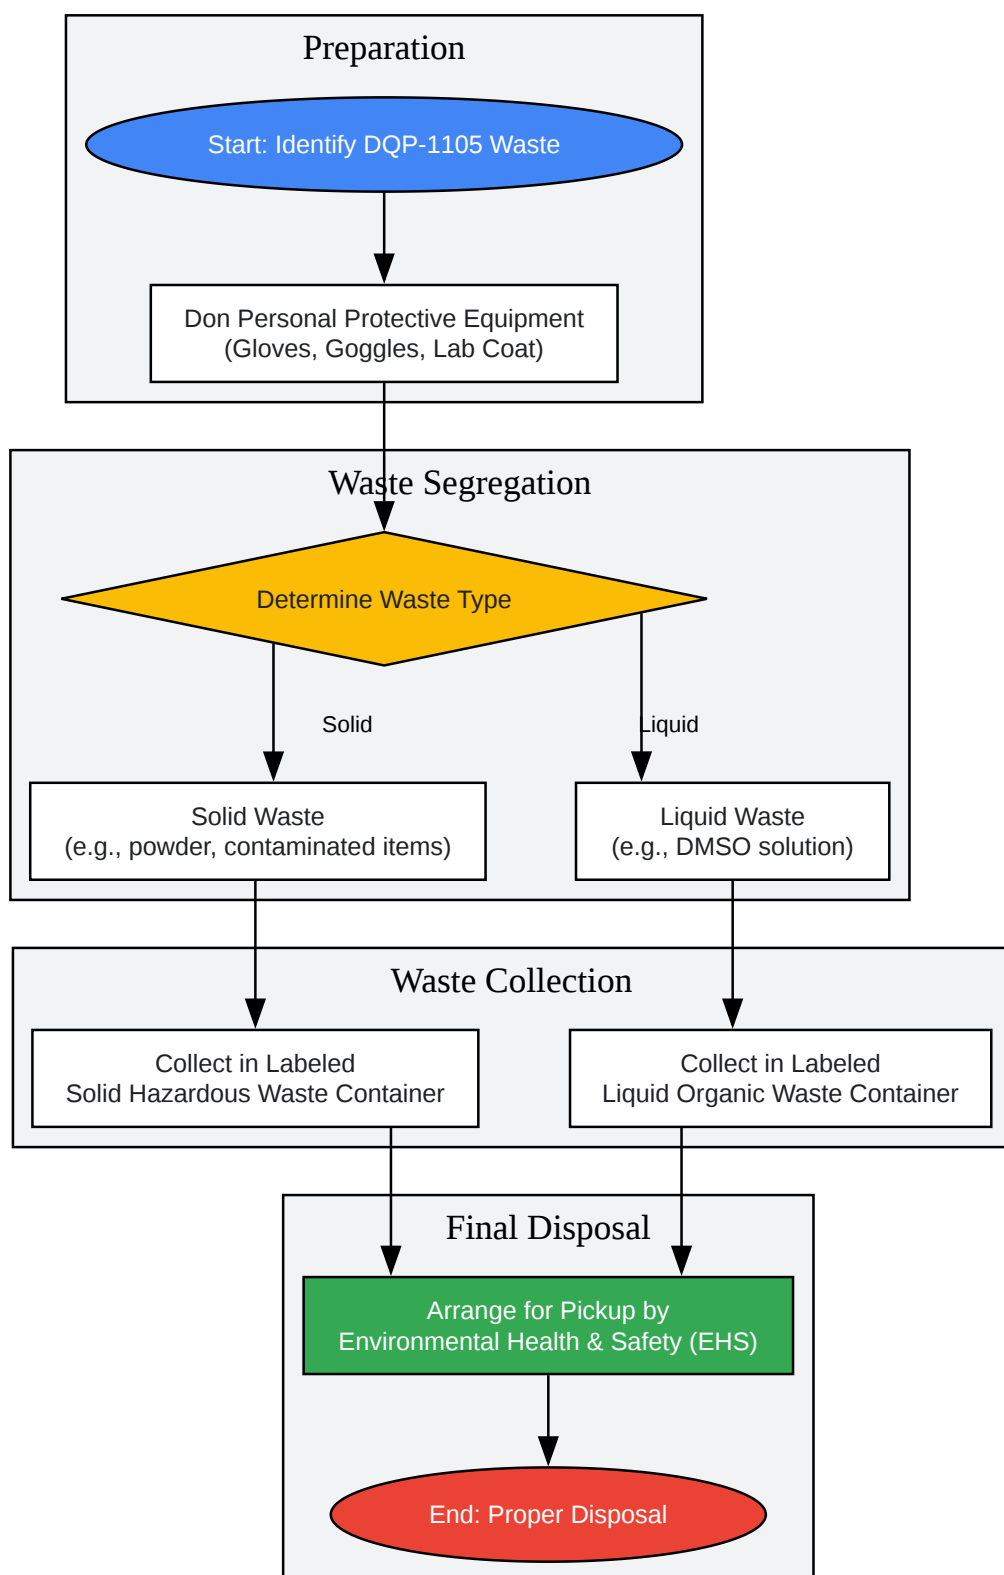 Preparation
Start: Identify DQP-1105 Waste
Don Personal Protective Equipment
(Gloves, Goggles, Lab Coat)
Waste Segregation
Determine Waste Type
Solid
Liquid
Solid Waste
(e.g., powder, contaminated items)
Liquid Waste
(e.g., DMSO solution)
Waste Collection
Collect in Labeled
Solid Hazardous Waste Container
Collect in Labeled
Liquid Organic Waste Container
Final Disposal
Arrange for Pickup by
Environmental Health & Safety (EHS)
End: Proper Disposal